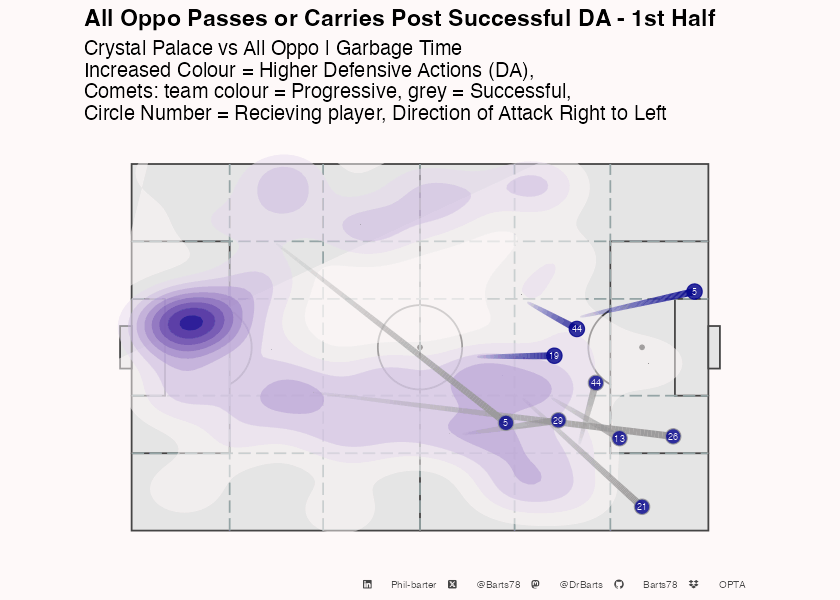 All Oppo Passes or Carries Post Successful DA - 1st Half
Crystal Palace vs All Oppo | Garbage Time
Increased Colour = Higher Defensive Actions (DA),
Comets: team colour = Progressive, grey = Successful,
Circle Number = Recieving player, Direction of Attack Right to Left
5
44
19
44
5
29
13
26
21
Phil-barter @Barts78 @DrBarts Barts78 OPTA